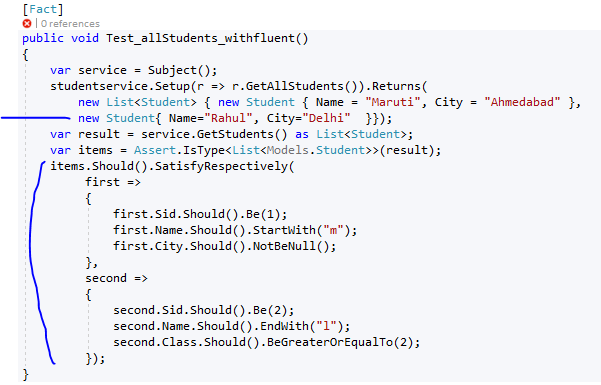 [Fact]
| 0 references
public void Test_allStudents_withfluent()
{
var service = Subject();
studentservice.Setup(r => r.GetAllStudents()).Returns(
new List<Student> { new Student { Name = "Maruti", City = "Ahmedabad" },
new Student{ Name="Rahul", City="Delhi"  }});
var result = service.GetStudents() as List<Student>;
var items = Assert.IsType<List<Models.Student>>(result);
items.Should().SatisfyRespectively(
first =>
{
first.Sid.Should().Be(1);
first.Name.Should().StartWith("m");
first.City.Should().NotBeNull();
},
second =>
{
second.Sid.Should().Be(2);
second.Name.Should().EndWith("l");
second.Class.Should().BeGreaterOrEqualTo(2);
});
}